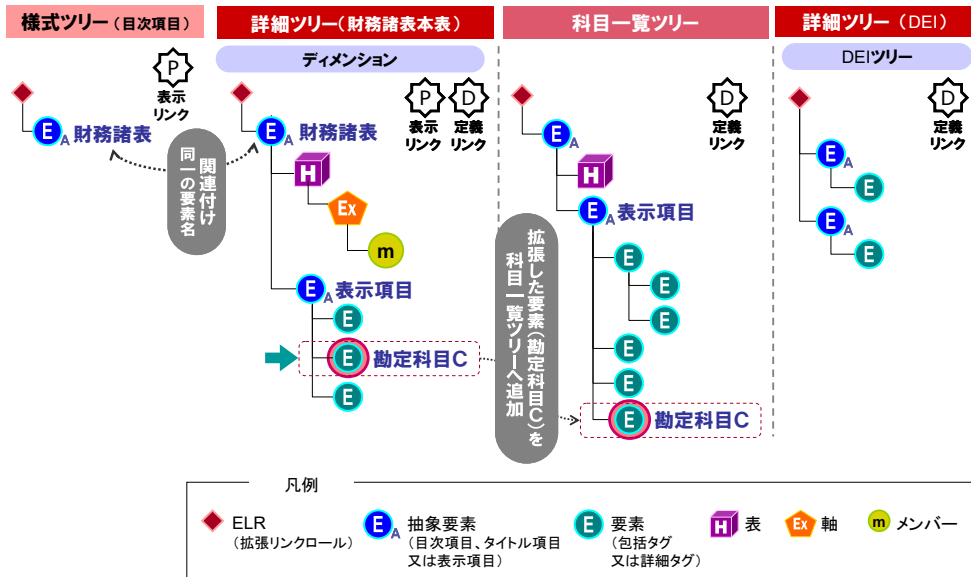 様式ツリー（目次項目）
P
表示
リンク
E
A
財務諸表
関連付け
同一の要素名
詳細ツリー（財務諸表本表）
ディメンション
P
表示
リンク
D
定義
リンク
E
A
財務諸表
H
Ex
m
E
A
表示項目
E
E
勘定科目C
E
科目一覧ツリー
D
定義
リンク
E
A
H
E
A
表示項目
E
E
E
E
E
E
勘定科目C
拡張した要素（勘定科目C）を
科目一覧ツリーへ追加
詳細ツリー（DEI）
DEIツリー
D
定義
リンク
E
A
E
E
A
E
凡例
ELR
（拡張リンクロール）
E
A
抽象要素
（目次項目、タイトル項目
又は表示項目）
E
要素
（包括タグ
又は詳細タグ）
H
表
Ex
軸
m
メンバー